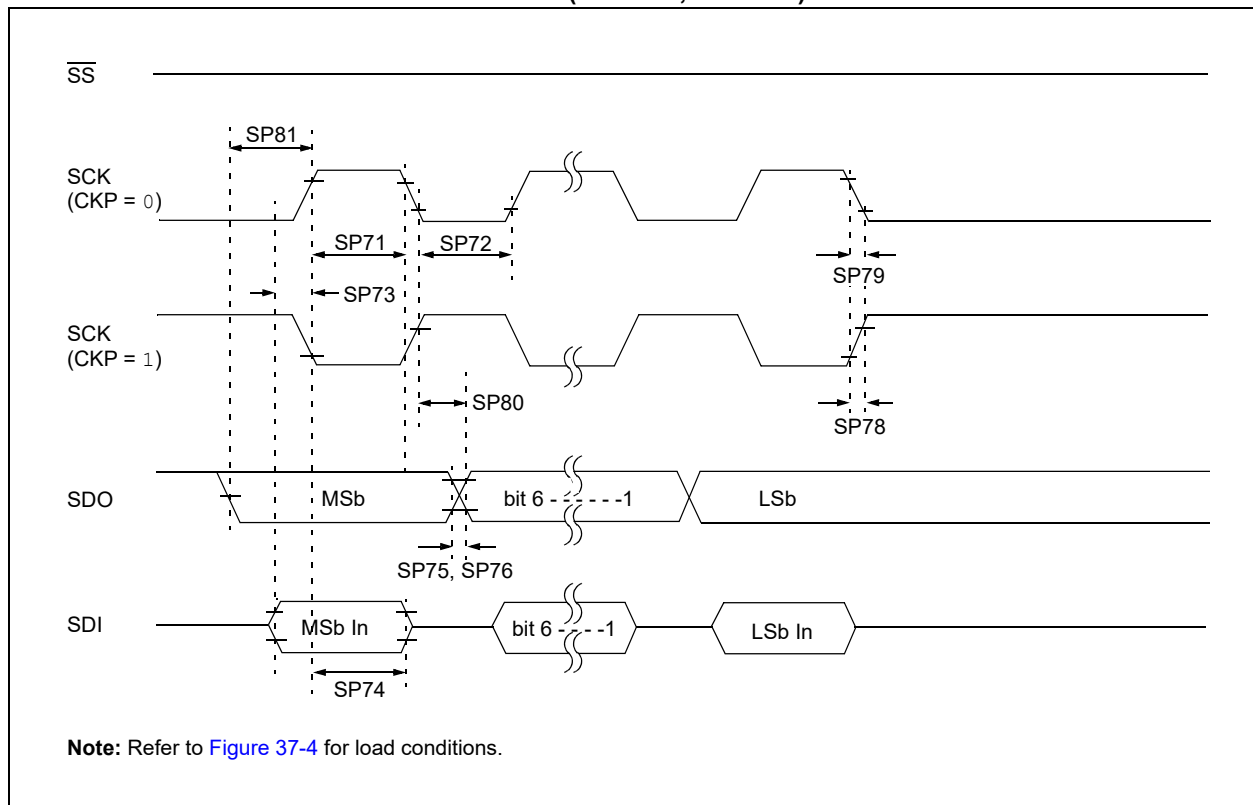 SS
SP81
SCK
(CKP = 0)
SP71
SP72
SP79
SP73
SCK
(CKP = 1)
SP80
SP78
SDO
MSb
bit 6 - - - - - -1
LSb
SP75, SP76
SDI
MSb In
bit 6 - - - -1
LSb In
SP74
Note: Refer to Figure 37-4 for load conditions.